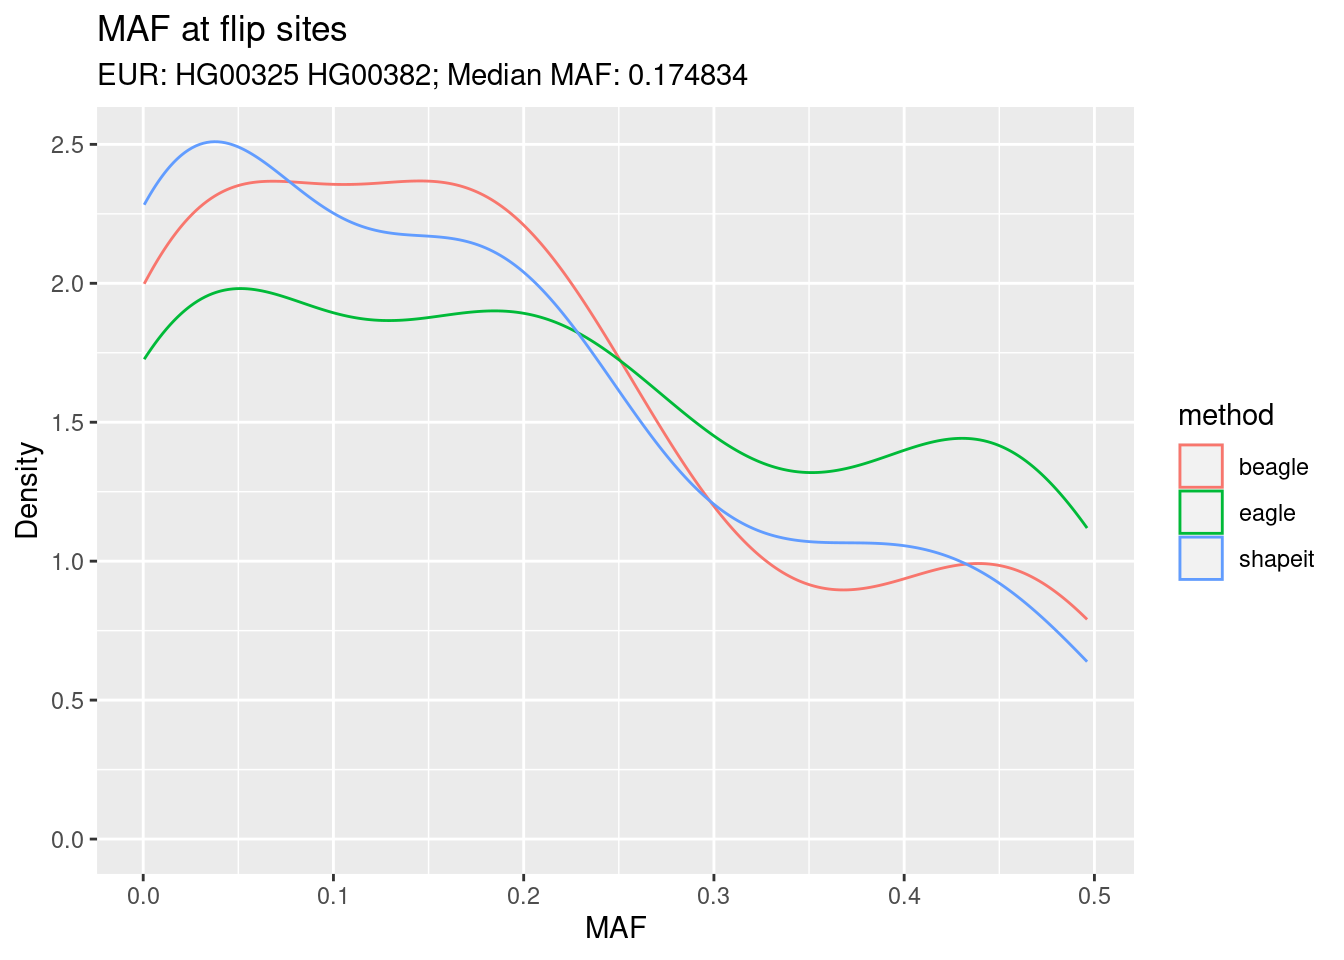 MAF at flip sites
EUR: HG00325 HG00382; Median MAF: 0.174834
2.5
2.0
1.5
1.0
0.5
0.0
Density
0.0 0.1 0.2 0.3 0.4 0.5
MAF
method
beagle
eagle
shapeit